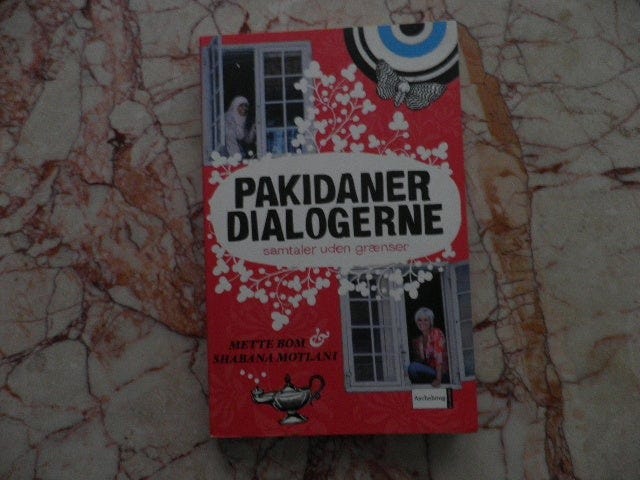 PAKIDANER
DIALOGERNE
samtaler uden grænser
METTE BOM &
SHABANA MOTLANI
Aschehoug